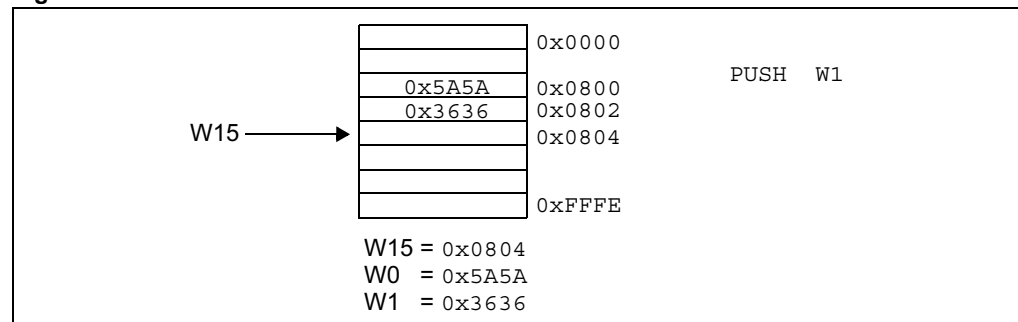 0x0000
PUSH W1
0x5A5A 0x0800
0x3636 0x0802
W15 0x0804
0xFFFE
W15 = 0x0804
W0 = 0x5A5A
W1 = 0x3636